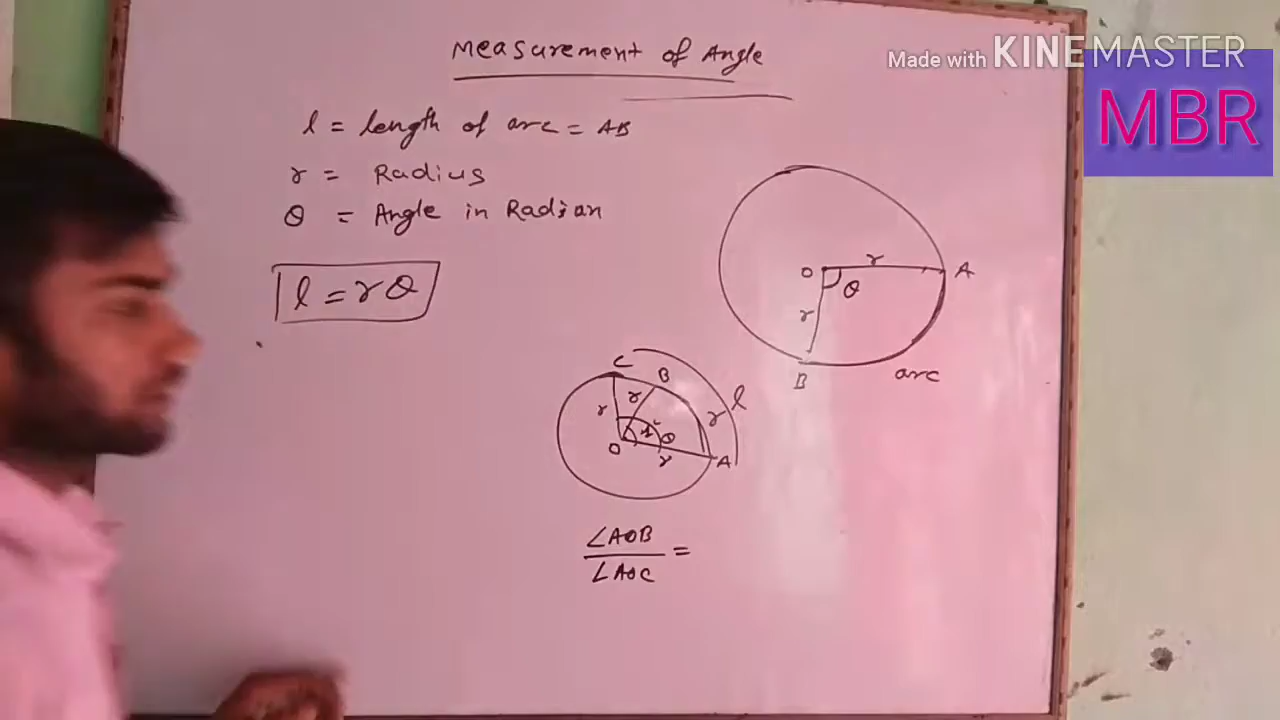 Measurement of Angle
Made with KINEMASTER
MBR
l = length of arc = AB
r = Radius
θ = Angle in Radian
l = rθ
O
r
A
θ
r
B
arc
C
B
r
r
r
l
1ʳ
θ
O
r
A
∠AOB
=
∠AOC